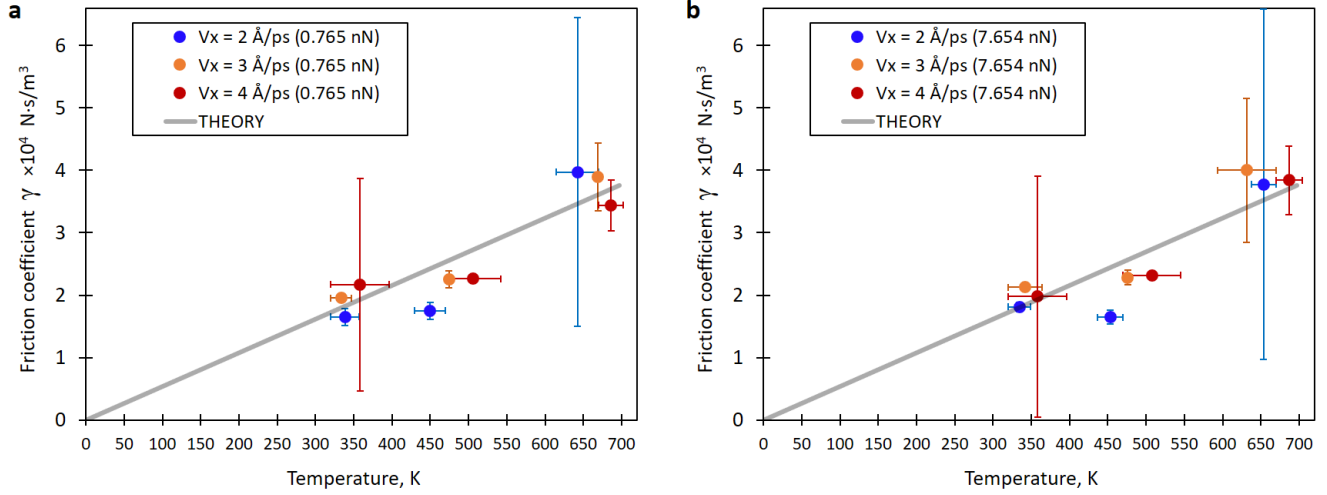 a
Vx = 2 Å/ps (0.765 nN)
Vx = 3 Å/ps (0.765 nN)
Vx = 4 Å/ps (0.765 nN)
THEORY
Friction coefficient γ ×10⁴ N·s/m³
6
5
4
3
2
1
0
0 50 100 150 200 250 300 350 400 450 500 550 600 650 700
Temperature, K
b
Vx = 2 Å/ps (7.654 nN)
Vx = 3 Å/ps (7.654 nN)
Vx = 4 Å/ps (7.654 nN)
THEORY
Friction coefficient γ ×10⁴ N·s/m³
6
5
4
3
2
1
0
0 50 100 150 200 250 300 350 400 450 500 550 600 650 700
Temperature, K